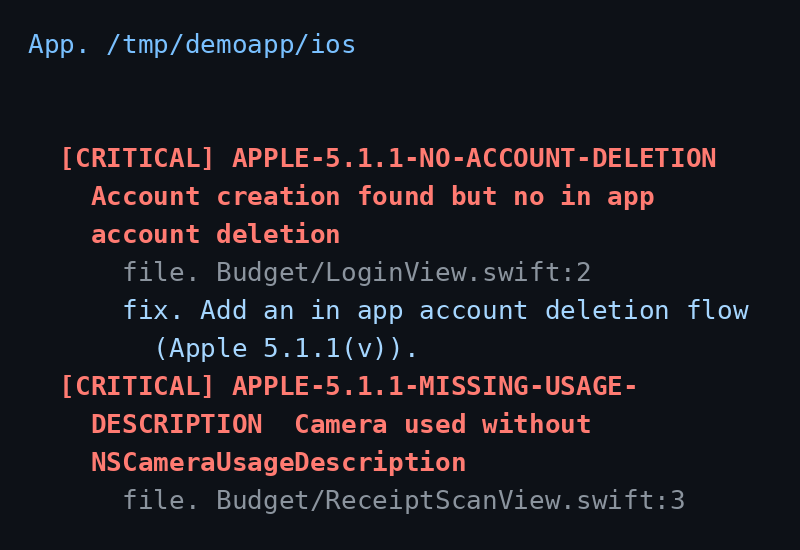 App. /tmp/demoapp/ios
[CRITICAL] APPLE-5.1.1-NO-ACCOUNT-DELETION
Account creation found but no in app
account deletion
file. Budget/LoginView.swift:2
fix. Add an in app account deletion flow
(Apple 5.1.1(v)).
[CRITICAL] APPLE-5.1.1-MISSING-USAGE-
DESCRIPTION  Camera used without
NSCameraUsageDescription
file. Budget/ReceiptScanView.swift:3